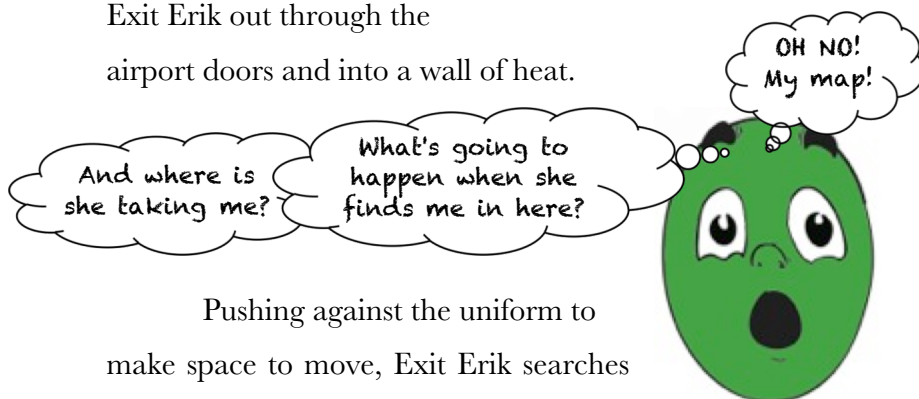 Exit Erik out through the
airport doors and into a wall of heat.
OH NO!
My map!
And where is
she taking me?
What's going to
happen when she
finds me in here?
Pushing against the uniform to
make space to move, Exit Erik searches